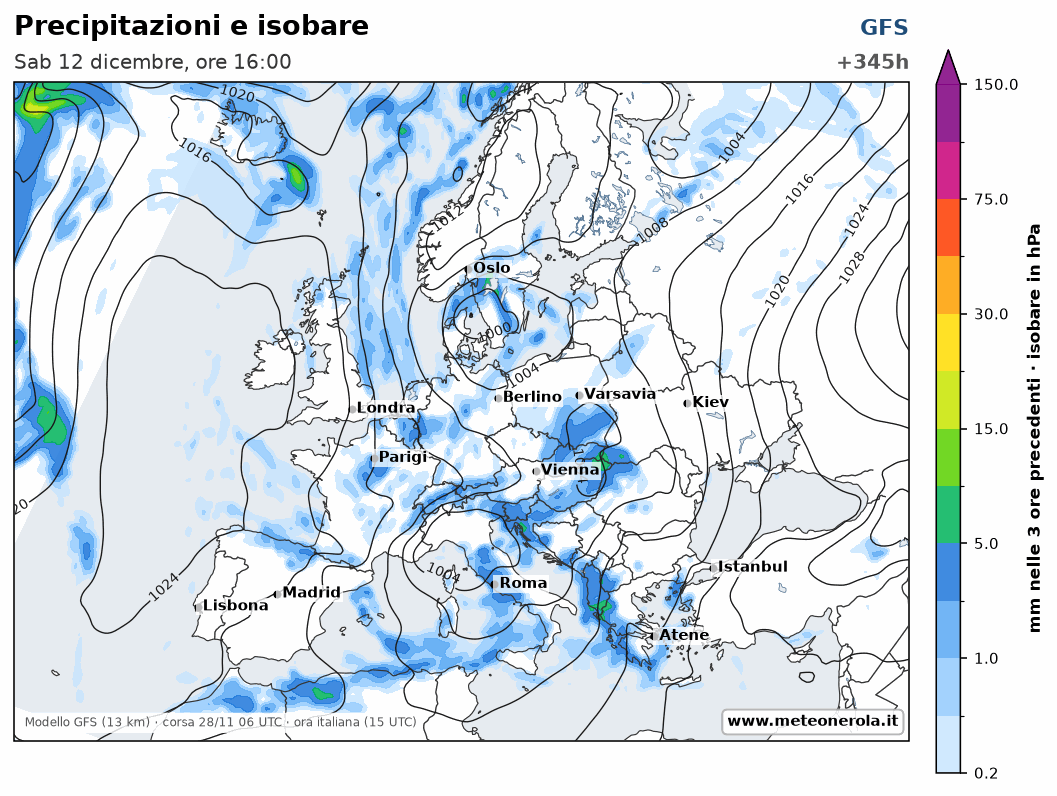 Precipitazioni e isobare
GFS
Sab 12 dicembre, ore 16:00
+345h
1020
1016
1004
1016
1024
1028
1012
1008
1020
Oslo
1000
1004
Berlino
Varsavia
Kiev
Londra
Parigi
Vienna
20
1024
1004
Roma
Istanbul
Madrid
Lisbona
Atene
Modello GFS (13 km) · corsa 28/11 06 UTC · ora italiana (15 UTC)
www.meteonerola.it
150.0
75.0
30.0
15.0
5.0
1.0
0.2
mm nelle 3 ore precedenti · isobare in hPa